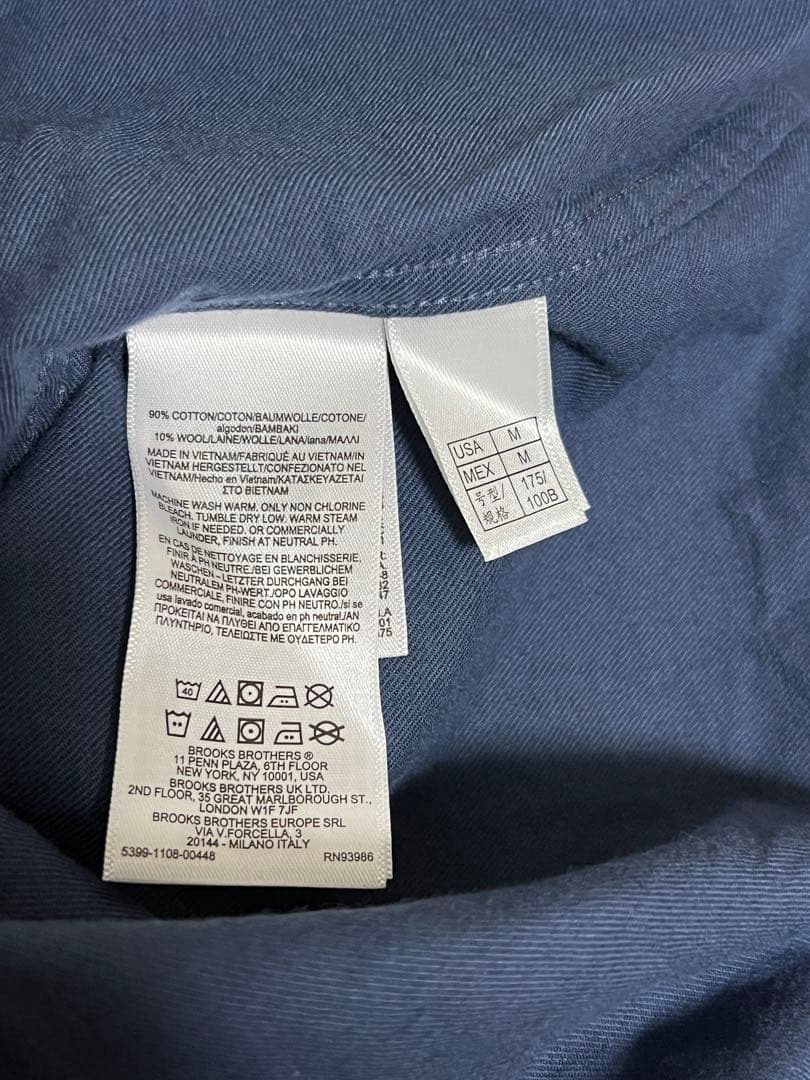 90% COTTON/COTON/BAUMWOLLE/COTONE/
algodon/BAMBAKI
10% WOOL/LAINE/WOLLE/LANA/lana/ΜΑΛΛΙ
MADE IN VIETNAM/FABRIQUÉ AU VIETNAM/IN
VIETNAM HERGESTELLT/CONFEZIONATO NEL
VIETNAM/Hecho en Vietnam/ΚΑΤΑΣΚΕΥΑΖΕΤΑΙ
ΣΤΟ ΒΙΕΤΝΑΜ
MACHINE WASH WARM. ONLY NON CHLORINE
BLEACH. TUMBLE DRY LOW. WARM STEAM
IRON IF NEEDED. OR COMMERCIALLY
LAUNDER, FINISH AT NEUTRAL PH.
EN CAS DE NETTOYAGE EN BLANCHISSERIE,
FINIR A PH NEUTRE./BEI GEWERBLICHEM
WASCHEN - LETZTER DURCHGANG BEI
NEUTRALEM PH-WERT./OPO LAVAGGIO
COMMERCIALE, FINIRE CON PH NEUTRO./si se
usa lavado comercial, acabado en ph neutral./ΑΝ
ΠΡΟΚΕΙΤΑΙ ΝΑ ΠΛΥΘΕΙ ΑΠΟ ΕΠΑΓΓΕΛΜΑΤΙΚΟ
ΠΛΥΝΤΗΡΙΟ, ΤΕΛΕΙΩΣΤΕ ΜΕ ΟΥΔΕΤΕΡΟ PH.
40
BROOKS BROTHERS ®
11 PENN PLAZA, 6TH FLOOR
NEW YORK, NY 10001, USA
BROOKS BROTHERS UK LTD.
2ND FLOOR, 35 GREAT MARLBOROUGH ST.,
LONDON W1F 7JF
BROOKS BROTHERS EUROPE SRL
VIA V.FORCELLA, 3
20144 - MILANO ITALY
5399-1108-00448 RN93986
USA M
MEX M
号型/ 175/
规格 100B